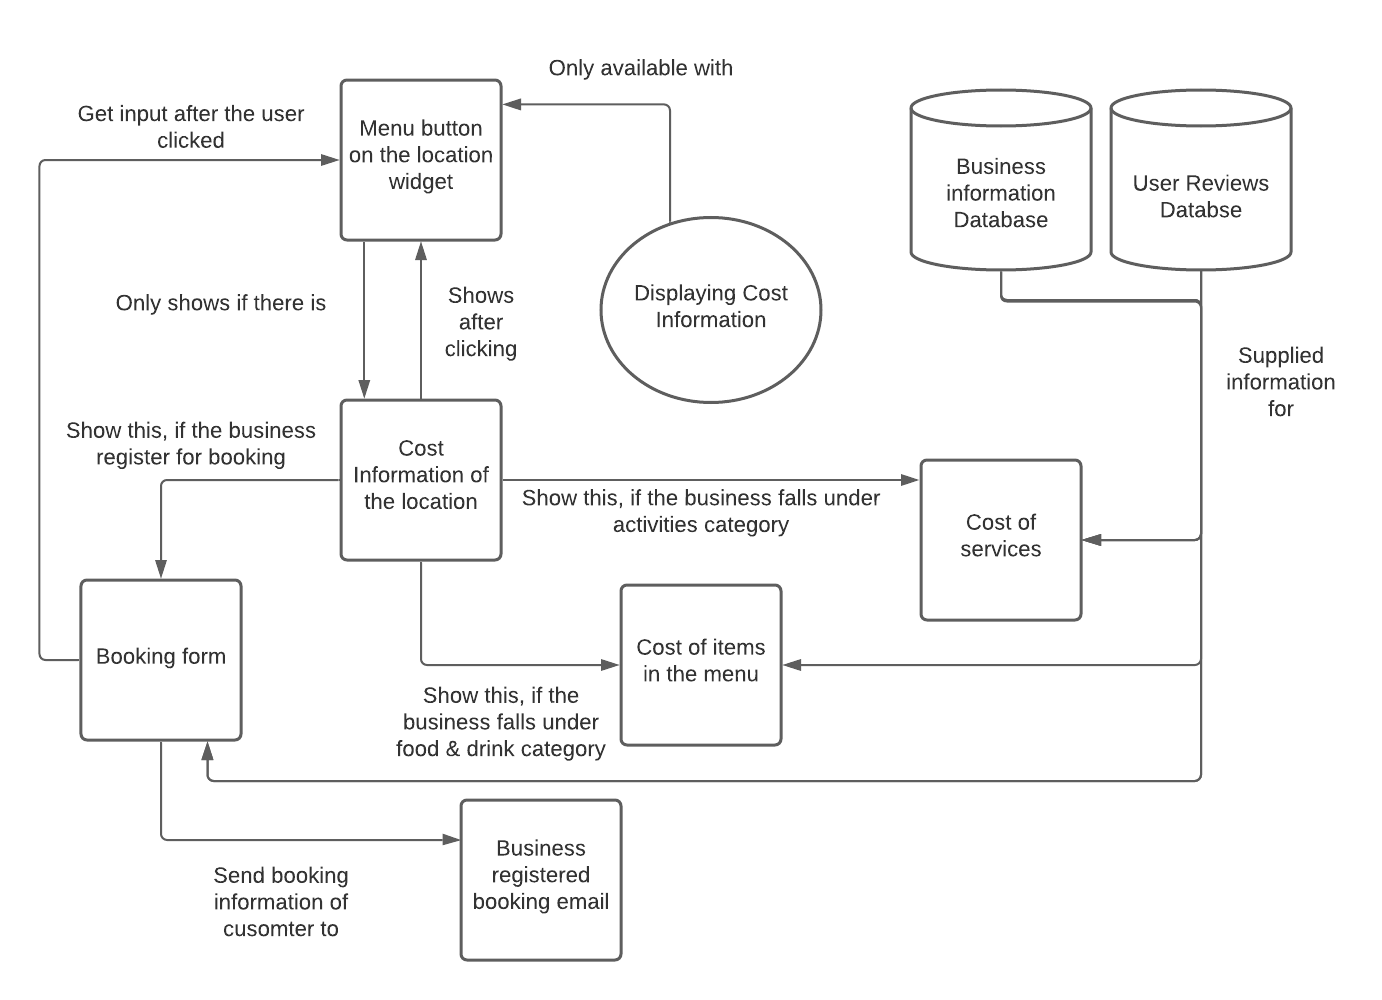 Only available with
Get input after the user
clicked
Menu button
on the location
widget
Business
information
Database
User Reviews
Databse
Only shows if there is
Shows
after
clicking
Displaying Cost
Information
Supplied
information
for
Show this, if the business
register for booking
Cost
Information of
the location
Show this, if the business falls under
activities category
Cost of
services
Booking form
Cost of items
in the menu
Show this, if the
business falls under
food & drink category
Send booking
information of
cusomter to
Business
registered
booking email